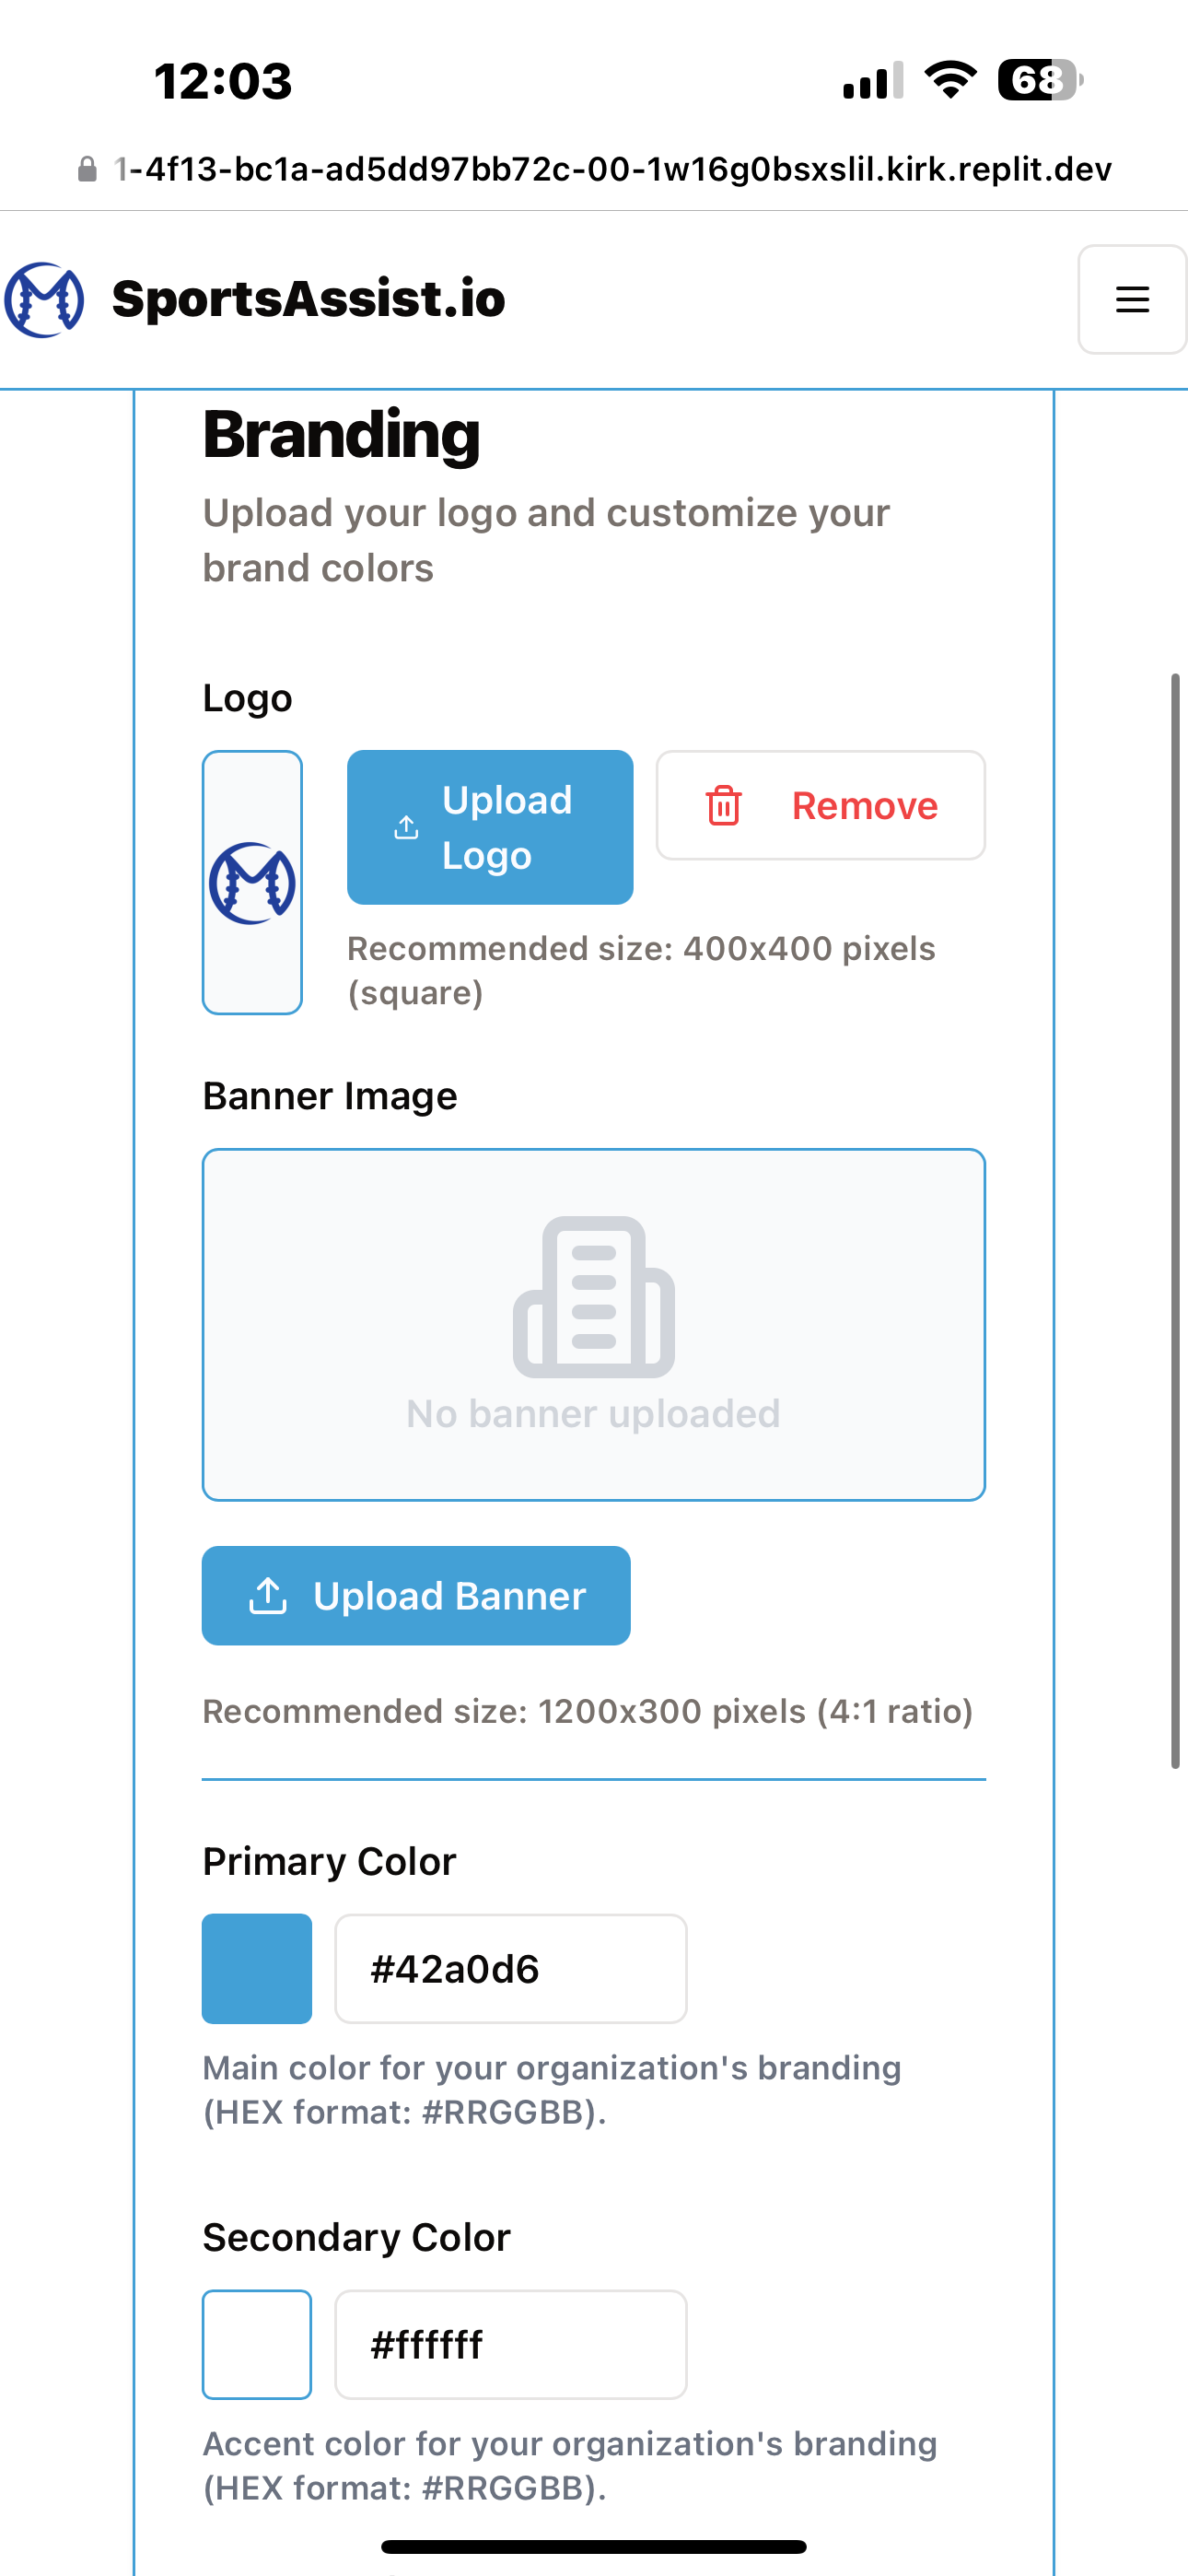 12:03
68
1-4f13-bc1a-ad5dd97bb72c-00-1w16g0bsxslil.kirk.replit.dev
SportsAssist.io
Branding
Upload your logo and customize your
brand colors
Logo
Upload
Logo
Remove
Recommended size: 400x400 pixels
(square)
Banner Image
No banner uploaded
Upload Banner
Recommended size: 1200x300 pixels (4:1 ratio)
Primary Color
#42a0d6
Main color for your organization's branding
(HEX format: #RRGGBB).
Secondary Color
#ffffff
Accent color for your organization's branding
(HEX format: #RRGGBB).